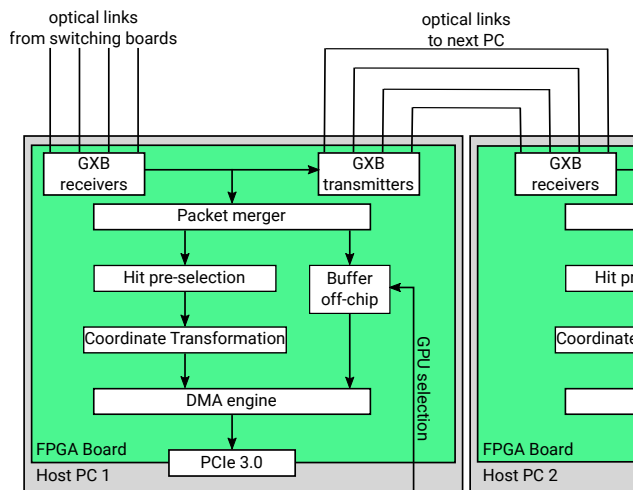 optical links
from switching boards
optical links
to next PC
GXB
receivers
GXB
transmitters
GXB
receivers
Packet merger
Hit pre-selection
Buffer
off-chip
Hit pr
Coordinate Transformation
Coordinate
GPU selection
DMA engine
FPGA Board
FPGA Board
PCIe 3.0
Host PC 1
Host PC 2